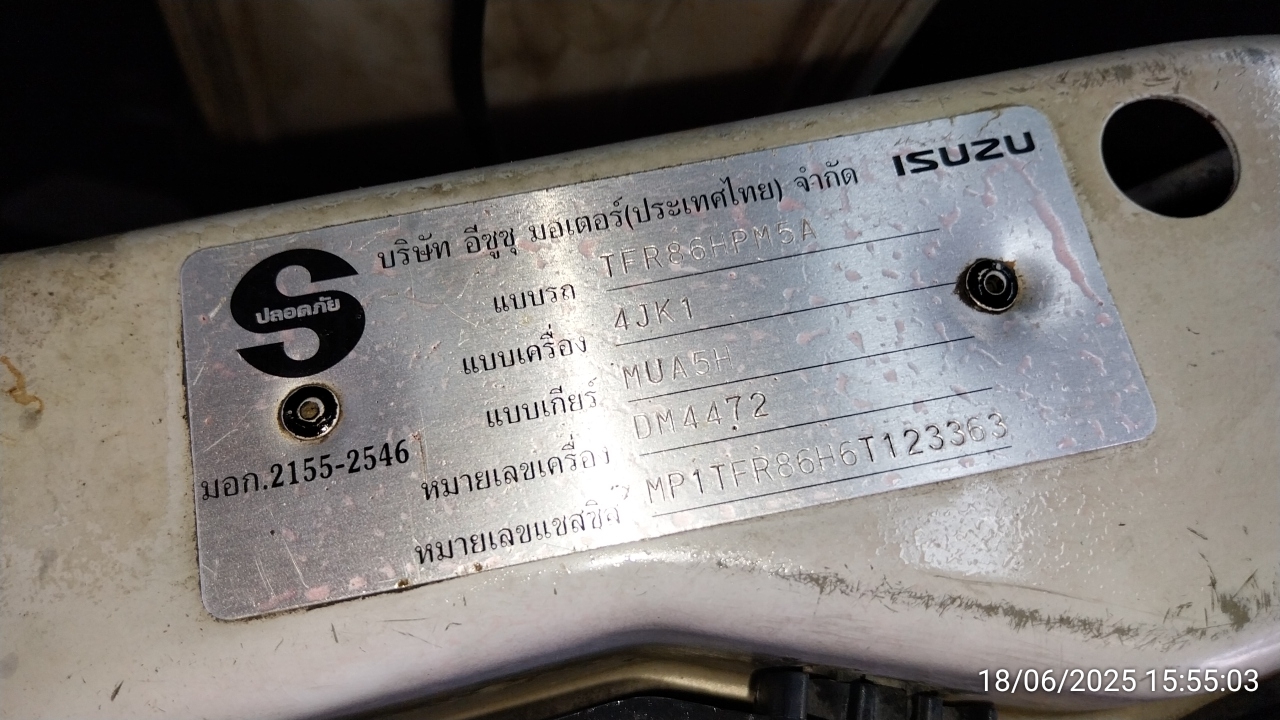 ISUZU
บริษัท อีซูซุ มอเตอร์(ประเทศไทย) จำกัด
ปลอดภัย
แบบรถ TFR86HPM5A
แบบเครื่อง 4JK1
แบบเกียร์ MUA5H
หมายเลขเครื่อง DM4472
หมายเลขแชสซิส์ MP1TFR86H6T123363
มอก.2155-2546
18/06/2025 15:55:03